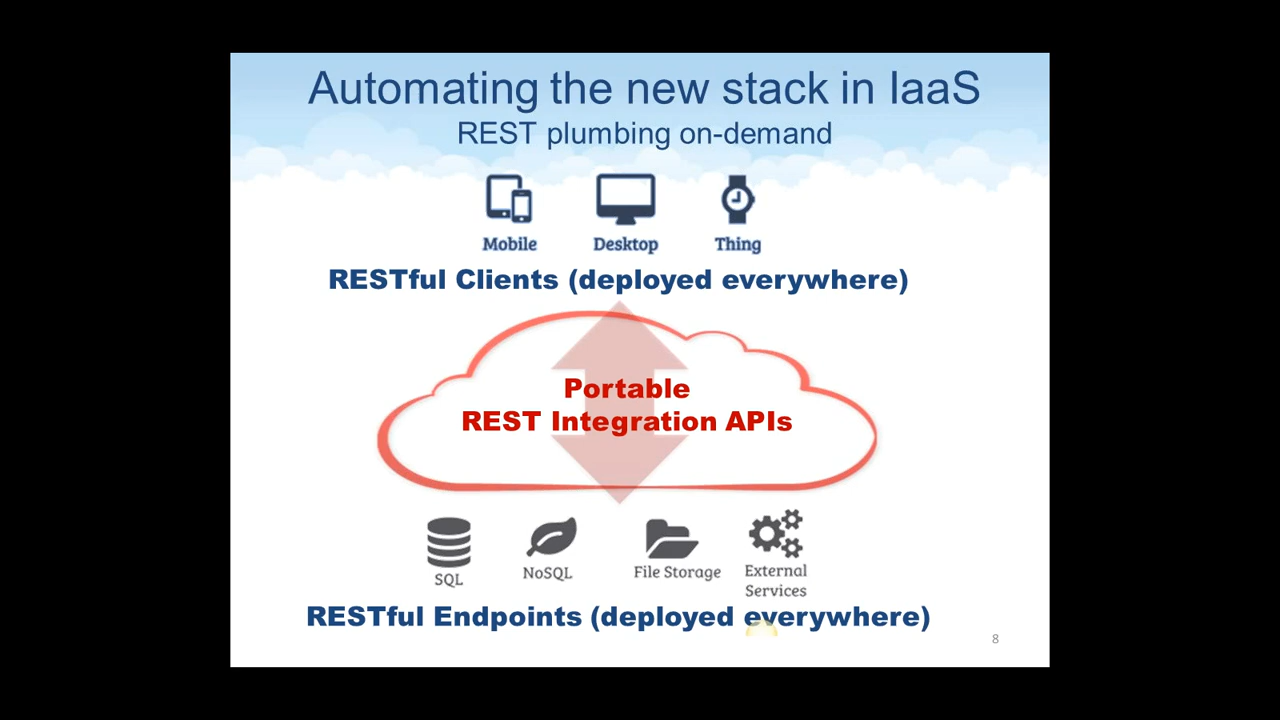 Automating the new stack in IaaS
REST plumbing on-demand
Mobile
Desktop
Thing
RESTful Clients (deployed everywhere)
Portable
REST Integration APIs
SQL
NoSQL
File Storage
External
Services
RESTful Endpoints (deployed everywhere)
8